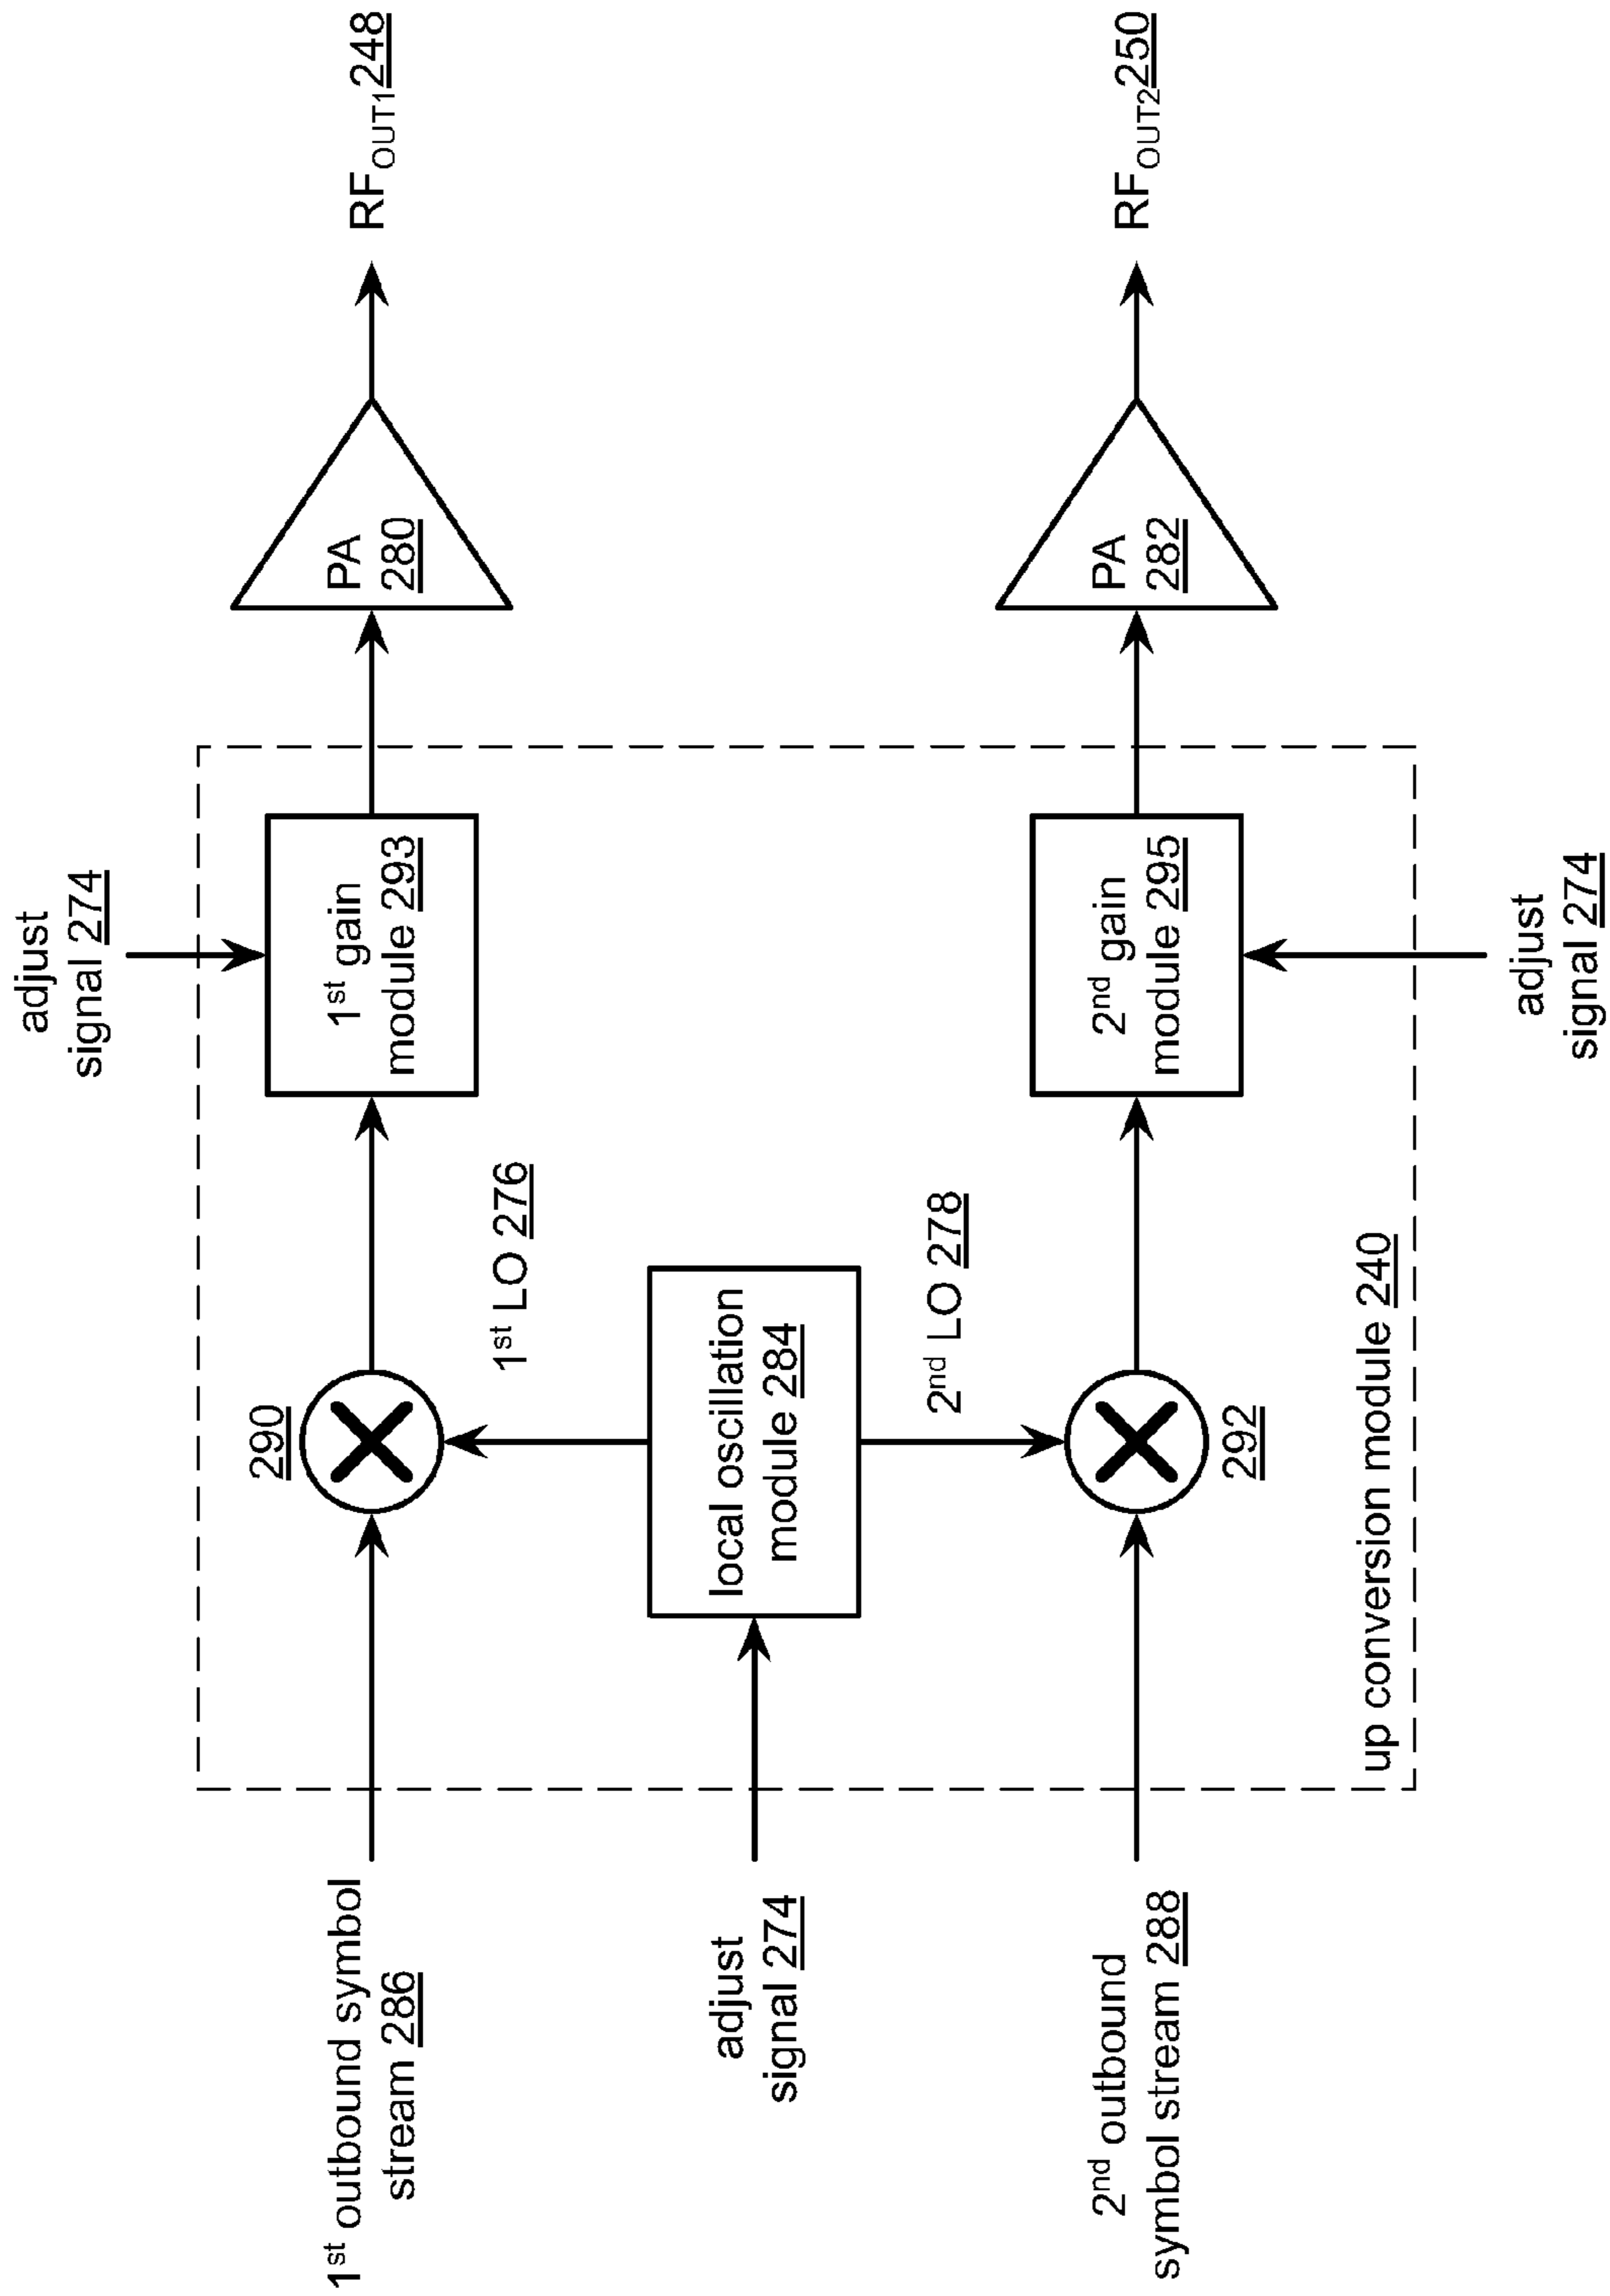 adjust
signal 274
1st outbound symbol
stream 286
290
1st gain
module 293
PA
280
RFOUT1 248
1st LO 276
adjust
signal 274
local oscillation
module 284
2nd LO 278
2nd outbound
symbol stream 288
292
2nd gain
module 295
PA
282
RFOUT2 250
up conversion module 240
adjust
signal 274